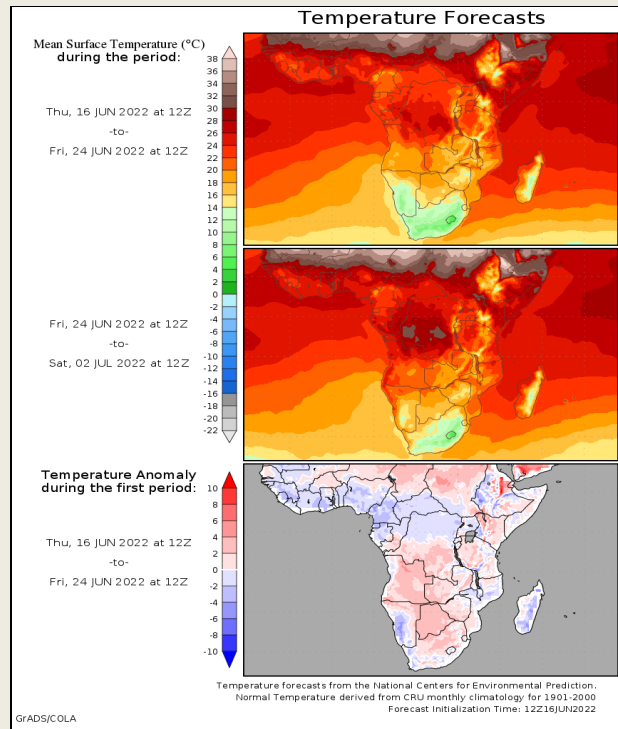 Temperature Forecasts
Mean Surface Temperature (°C)
during the period:
Thu, 16 JUN 2022 at 12Z
-to-
Fri, 24 JUN 2022 at 12Z
38
36
34
32
30
28
26
24
22
20
18
16
14
12
10
8
6
4
2
0
-2
-4
-6
-8
-10
-12
-14
-16
-18
-20
-22
Fri, 24 JUN 2022 at 12Z
-to-
Sat, 02 JUL 2022 at 12Z
Temperature Anomaly
during the first period:
Thu, 16 JUN 2022 at 12Z
-to-
Fri, 24 JUN 2022 at 12Z
10
8
6
4
2
0
-2
-4
-6
-8
-10
Temperature forecasts from the National Centers for Environmental Prediction.
Normal Temperature derived from CRU monthly climatology for 1901-2000
Forecast Initialization Time: 12Z16JUN2022
GrADS/COLA